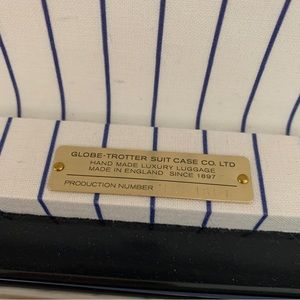 GLOBE-TROTTER SUIT CASE CO. LTD
HAND MADE LUXURY LUGGAGE
MADE IN ENGLAND SINCE 1897
PRODUCTION NUMBER